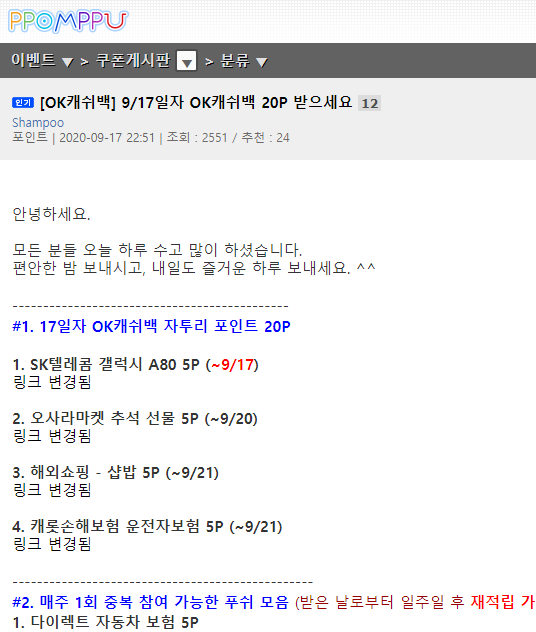 PPOMPPU
이벤트 ▼ > 쿠폰게시판 ▼ > 분류 ▼
인기 [OK캐쉬백] 9/17일자 OK캐쉬백 20P 받으세요 12
Shampoo
포인트 | 2020-09-17 22:51 | 조회 : 2551 / 추천 : 24
안녕하세요.
모든 분들 오늘 하루 수고 많이 하셨습니다.
편안한 밤 보내시고, 내일도 즐거운 하루 보내세요. ^^
---------------------------------------------
#1. 17일자 OK캐쉬백 자투리 포인트 20P
1. SK텔레콤 갤럭시 A80 5P (~9/17)
링크 변경됨
2. 오사라마켓 추석 선물 5P (~9/20)
링크 변경됨
3. 해외쇼핑 - 샵밥 5P (~9/21)
링크 변경됨
4. 캐롯손해보험 운전자보험 5P (~9/21)
링크 변경됨
-------------------------------------------------
#2. 매주 1회 중복 참여 가능한 푸쉬 모음 (받은 날로부터 일주일 후 재적립 가
1. 다이렉트 자동차 보험 5P